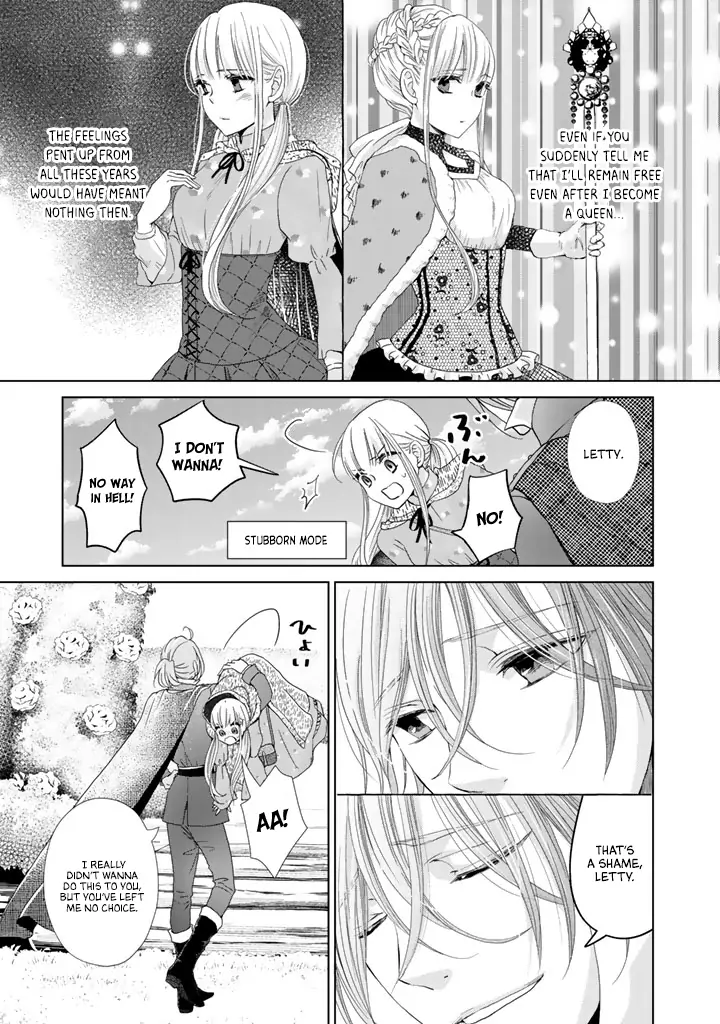 EVEN IF YOU
SUDDENLY TELL ME
THAT I'LL REMAIN FREE
EVEN AFTER I BECOME
A QUEEN...
THE FEELINGS
PENT UP FROM
ALL THESE YEARS
WOULD HAVE MEANT
NOTHING THEN.
LETTY.
ぶん
NO!
I DON'T
WANNA!
NO WAY
IN HELL!
STUBBORN MODE
THAT'S
A SHAME,
LETTY.
ひょい
AA!
I REALLY
DIDN'T WANNA
DO THIS TO YOU,
BUT YOU'VE LEFT
ME NO CHOICE.